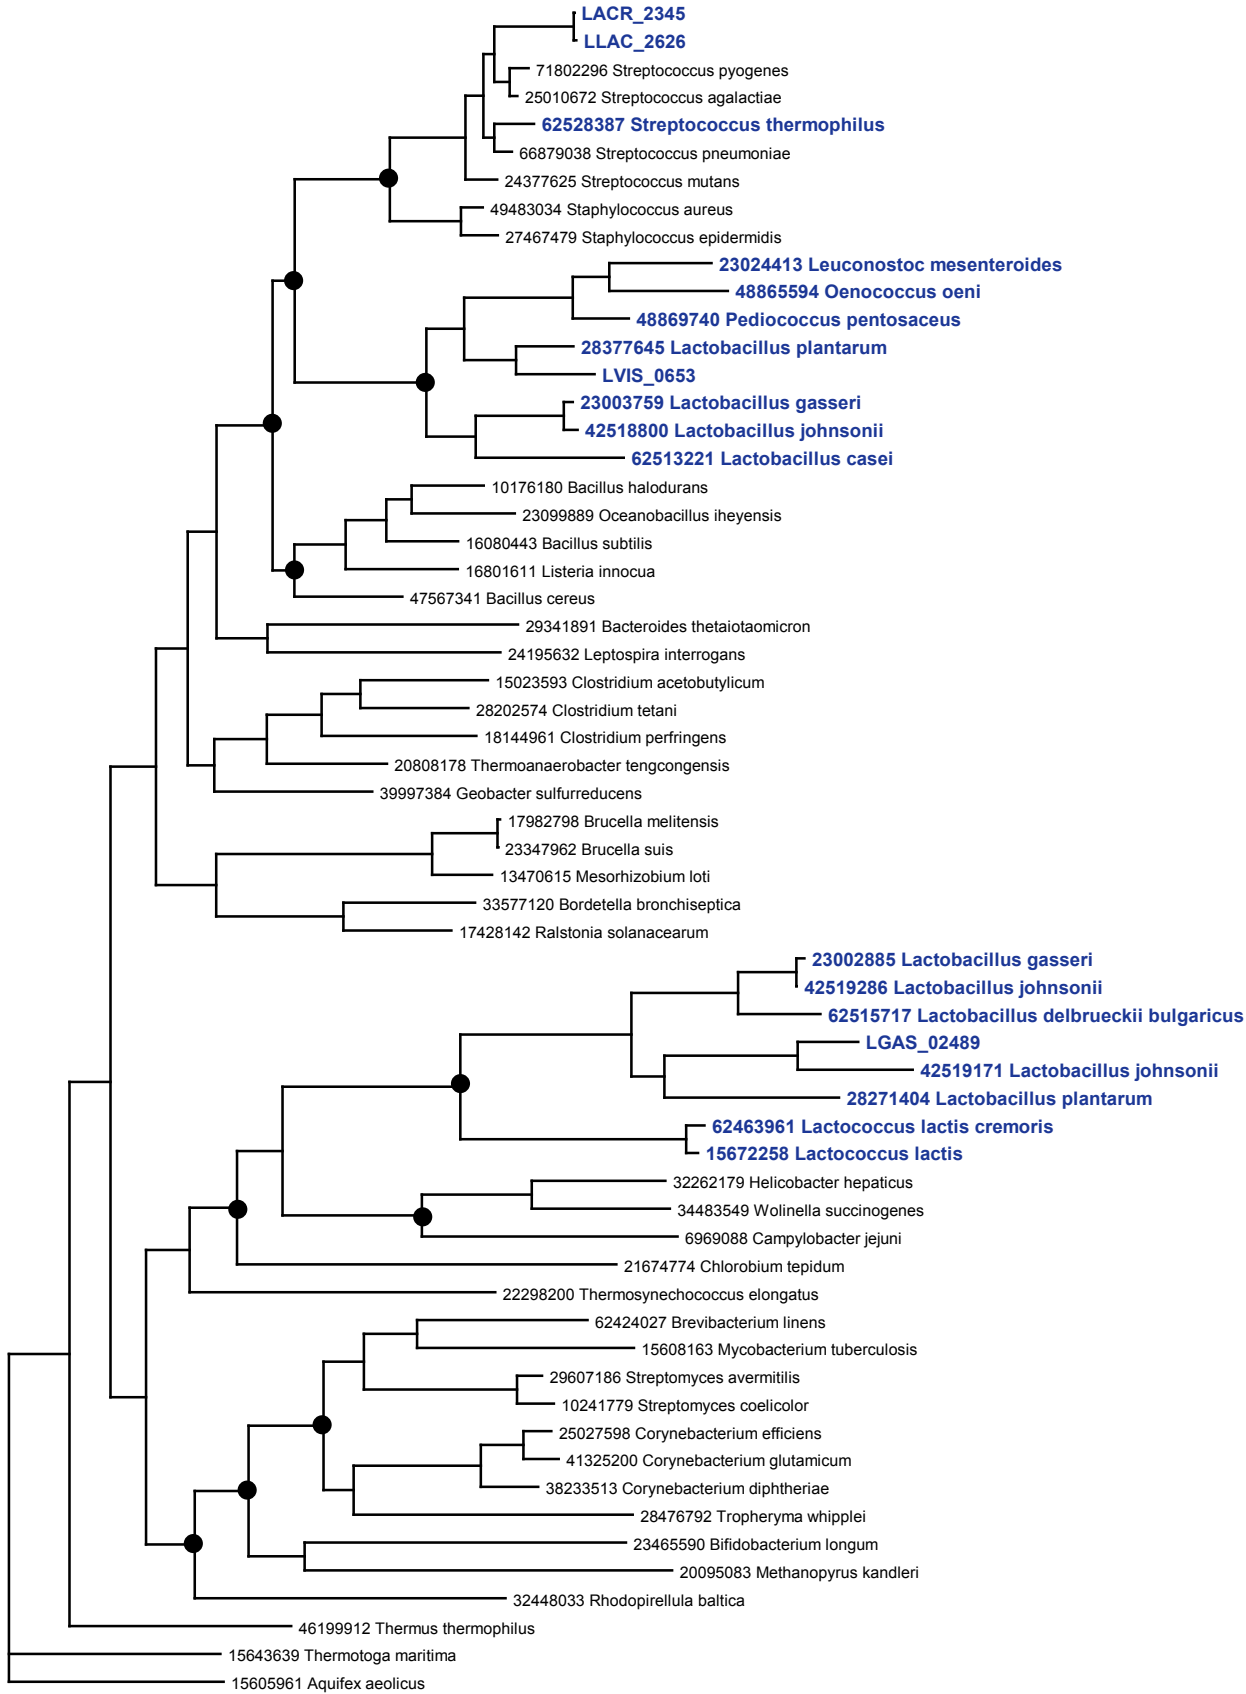 LACR_2345
LLAC_2626
71802296 Streptococcus pyogenes
25010672 Streptococcus agalactiae
62528387 Streptococcus thermophilus
66879038 Streptococcus pneumoniae
24377625 Streptococcus mutans
49483034 Staphylococcus aureus
27467479 Staphylococcus epidermidis
23024413 Leuconostoc mesenteroides
48865594 Oenococcus oeni
48869740 Pediococcus pentosaceus
28377645 Lactobacillus plantarum
LVIS_0653
23003759 Lactobacillus gasseri
42518800 Lactobacillus johnsonii
62513221 Lactobacillus casei
10176180 Bacillus halodurans
23099889 Oceanobacillus iheyensis
16080443 Bacillus subtilis
16801611 Listeria innocua
47567341 Bacillus cereus
29341891 Bacteroides thetaiotaomicron
24195632 Leptospira interrogans
15023593 Clostridium acetobutylicum
28202574 Clostridium tetani
18144961 Clostridium perfringens
20808178 Thermoanaerobacter tengcongensis
39997384 Geobacter sulfurreducens
17982798 Brucella melitensis
23347962 Brucella suis
13470615 Mesorhizobium loti
33577120 Bordetella bronchiseptica
17428142 Ralstonia solanacearum
23002885 Lactobacillus gasseri
42519286 Lactobacillus johnsonii
62515717 Lactobacillus delbrueckii bulgaricus
LGAS_02489
42519171 Lactobacillus johnsonii
28271404 Lactobacillus plantarum
62463961 Lactococcus lactis cremoris
15672258 Lactococcus lactis
32262179 Helicobacter hepaticus
34483549 Wolinella succinogenes
6969088 Campylobacter jejuni
21674774 Chlorobium tepidum
22298200 Thermosynechococcus elongatus
62424027 Brevibacterium linens
15608163 Mycobacterium tuberculosis
29607186 Streptomyces avermitilis
10241779 Streptomyces coelicolor
25027598 Corynebacterium efficiens
41325200 Corynebacterium glutamicum
38233513 Corynebacterium diphtheriae
28476792 Tropheryma whipplei
23465590 Bifidobacterium longum
20095083 Methanopyrus kandleri
32448033 Rhodopirellula baltica
46199912 Thermus thermophilus
15643639 Thermotoga maritima
15605961 Aquifex aeolicus